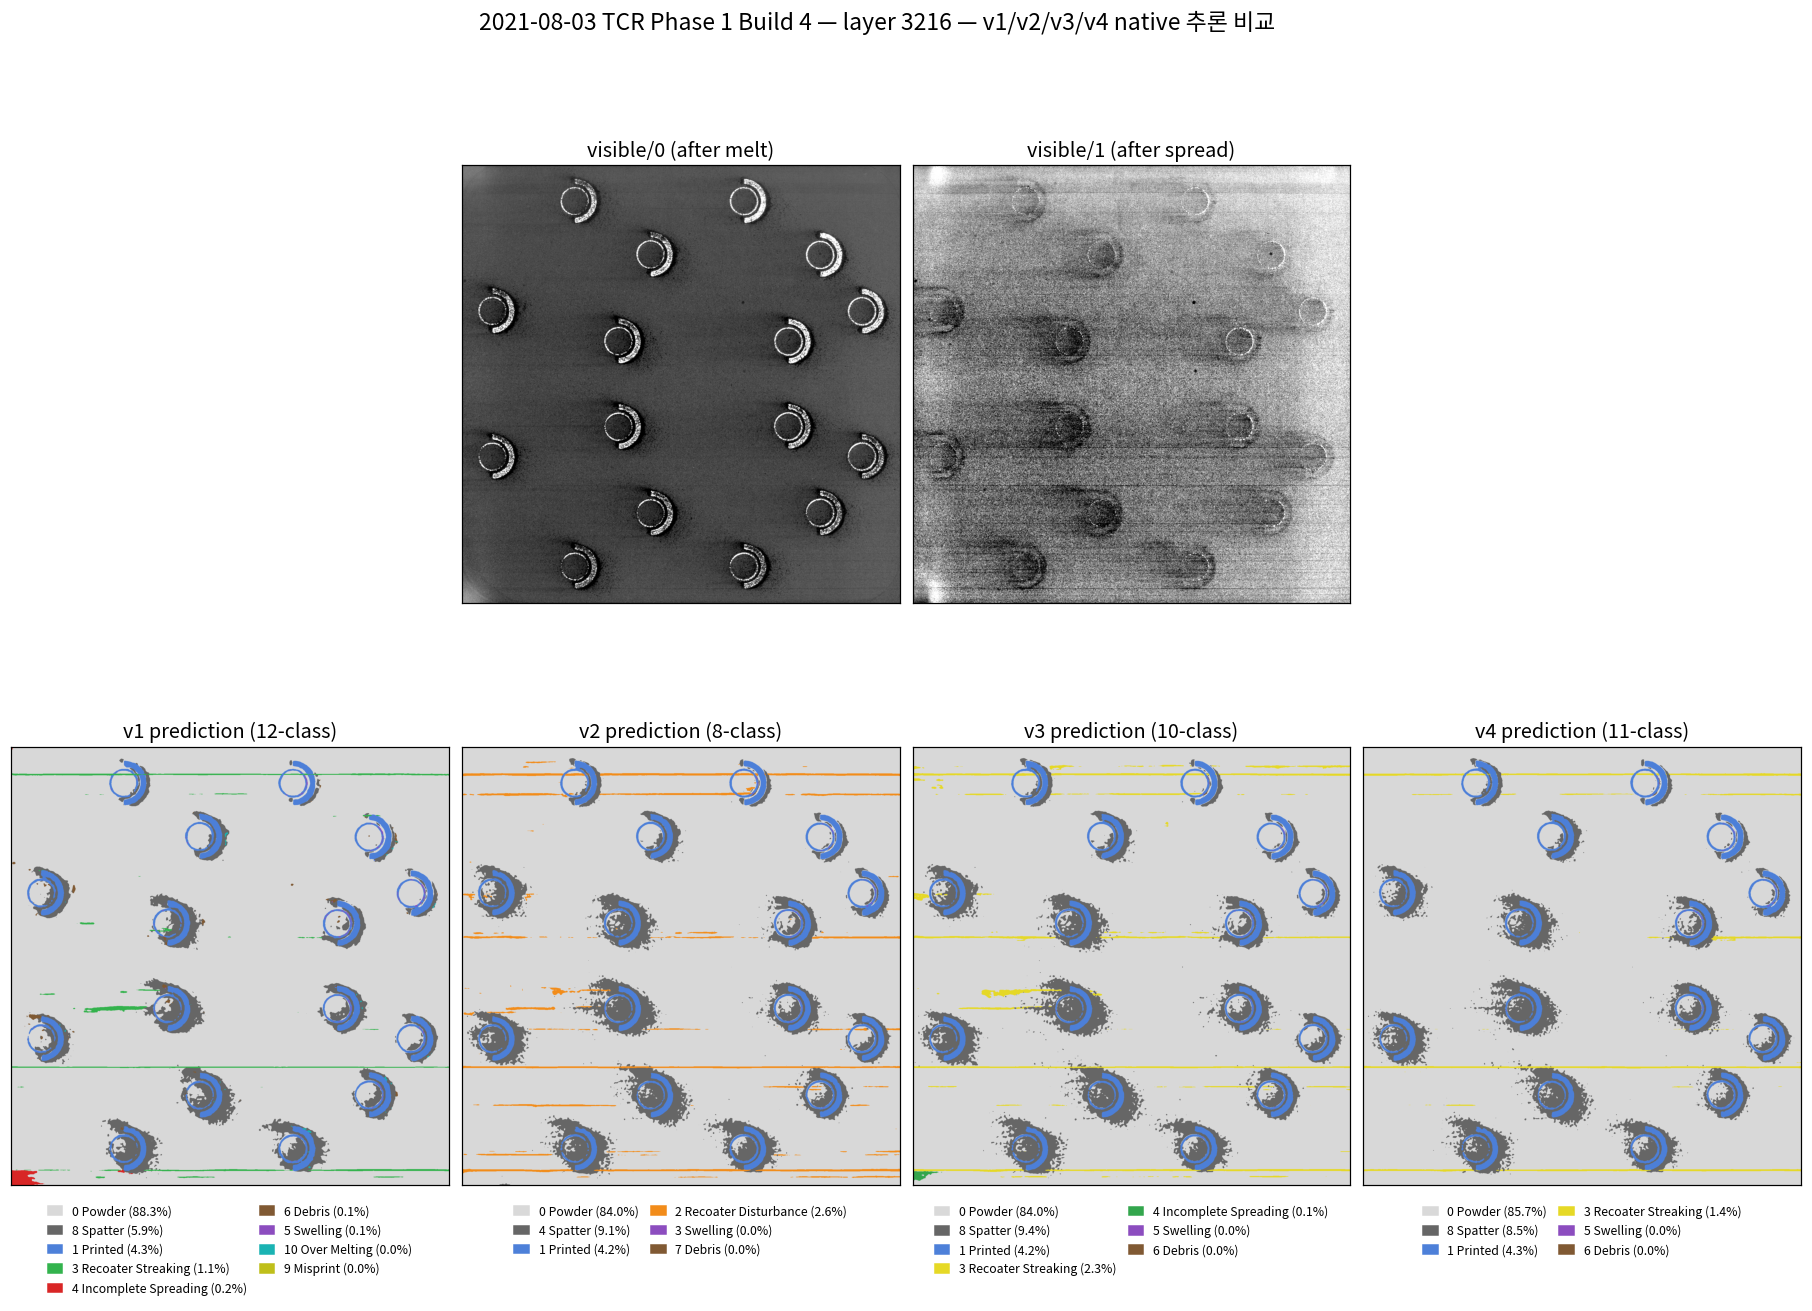 2021-08-03 TCR Phase 1 Build 4 — layer 3216 — v1/v2/v3/v4 native 추론 비교
visible/0 (after melt)
visible/1 (after spread)
v1 prediction (12-class)
v2 prediction (8-class)
v3 prediction (10-class)
v4 prediction (11-class)
0 Powder (88.3%)
8 Spatter (5.9%)
1 Printed (4.3%)
3 Recoater Streaking (1.1%)
4 Incomplete Spreading (0.2%)
6 Debris (0.1%)
5 Swelling (0.1%)
10 Over Melting (0.0%)
9 Misprint (0.0%)
0 Powder (84.0%)
4 Spatter (9.1%)
1 Printed (4.2%)
2 Recoater Disturbance (2.6%)
3 Swelling (0.0%)
7 Debris (0.0%)
0 Powder (84.0%)
8 Spatter (9.4%)
1 Printed (4.2%)
3 Recoater Streaking (2.3%)
4 Incomplete Spreading (0.1%)
5 Swelling (0.0%)
6 Debris (0.0%)
0 Powder (85.7%)
8 Spatter (8.5%)
1 Printed (4.3%)
3 Recoater Streaking (1.4%)
5 Swelling (0.0%)
6 Debris (0.0%)